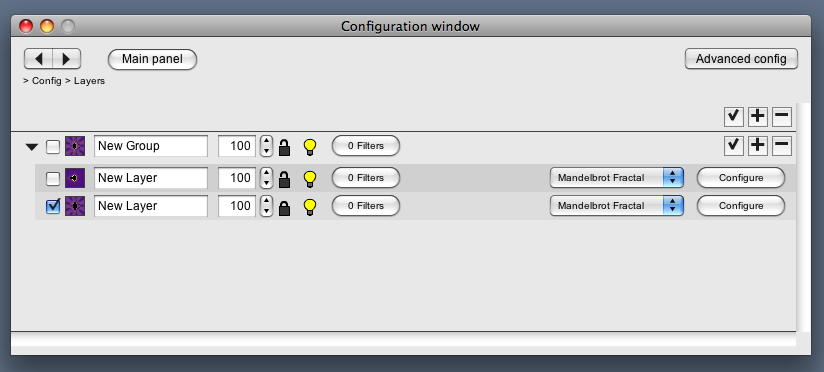 Configuration window
Main panel
Advanced config
> Config > Layers
New Group 100 0 Filters
New Layer 100 0 Filters Mandelbrot Fractal Configure
New Layer 100 0 Filters Mandelbrot Fractal Configure